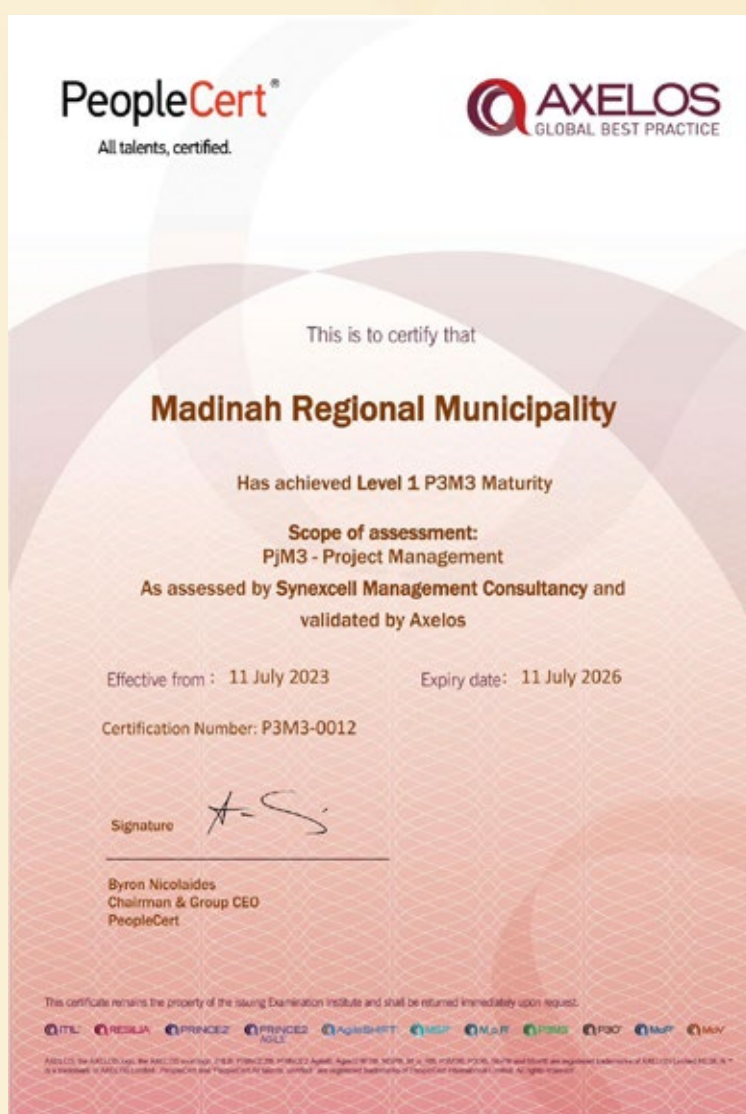 PeopleCert®
All talents, certified.
AXELOS
GLOBAL BEST PRACTICE
This is to certify that
Madinah Regional Municipality
Has achieved Level 1 P3M3 Maturity
Scope of assessment:
PjM3 - Project Management
As assessed by Synexcell Management Consultancy and
validated by Axelos
Effective from : 11 July 2023 Expiry date: 11 July 2026
Certification Number: P3M3-0012
Signature
Byron Nicolaides
Chairman & Group CEO
PeopleCert
This certificate remains the property of the issuing Examination Institute and shall be returned immediately upon request.
ITIL RESILIA PRINCE2 PRINCE2 AGILE AgileSHIFT MSP M_o_R P3M3 P3O MoP MoV